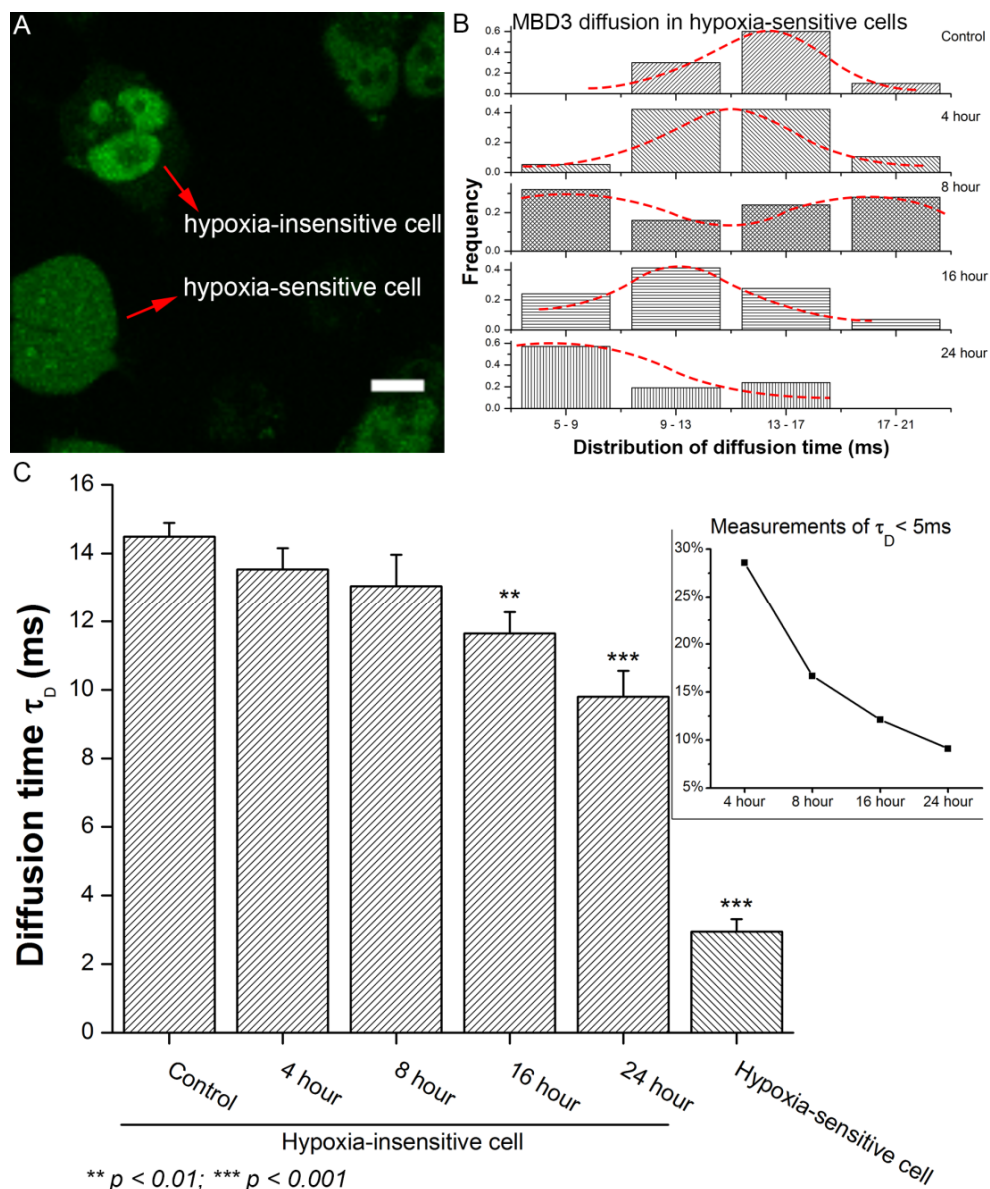 A
hypoxia-insensitive cell
hypoxia-sensitive cell
B
MBD3 diffusion in hypoxia-sensitive cells
Control
4 hour
8 hour
16 hour
24 hour
Frequency
0.6
0.4
0.2
0.0
0.4
0.2
0.0
0.2
0.0
0.4
0.2
0.0
0.6
0.4
0.2
0.0
5 - 9
9 - 13
13 - 17
17 - 21
Distribution of diffusion time (ms)
C
Diffusion time τD (ms)
16
14
12
10
8
6
4
2
0
**
***
***
Control
4 hour
8 hour
16 hour
24 hour
Hypoxia-sensitive cell
Hypoxia-insensitive cell
** p < 0.01; *** p < 0.001
Measurements of τD < 5ms
30%
25%
20%
15%
10%
5%
4 hour
8 hour
16 hour
24 hour